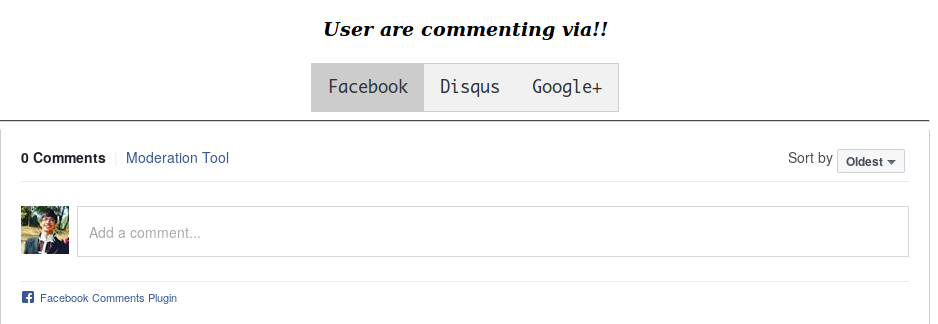 User are commenting via!!
Facebook Disqus Google+
0 Comments Moderation Tool Sort by Oldest
Add a comment...
Facebook Comments Plugin